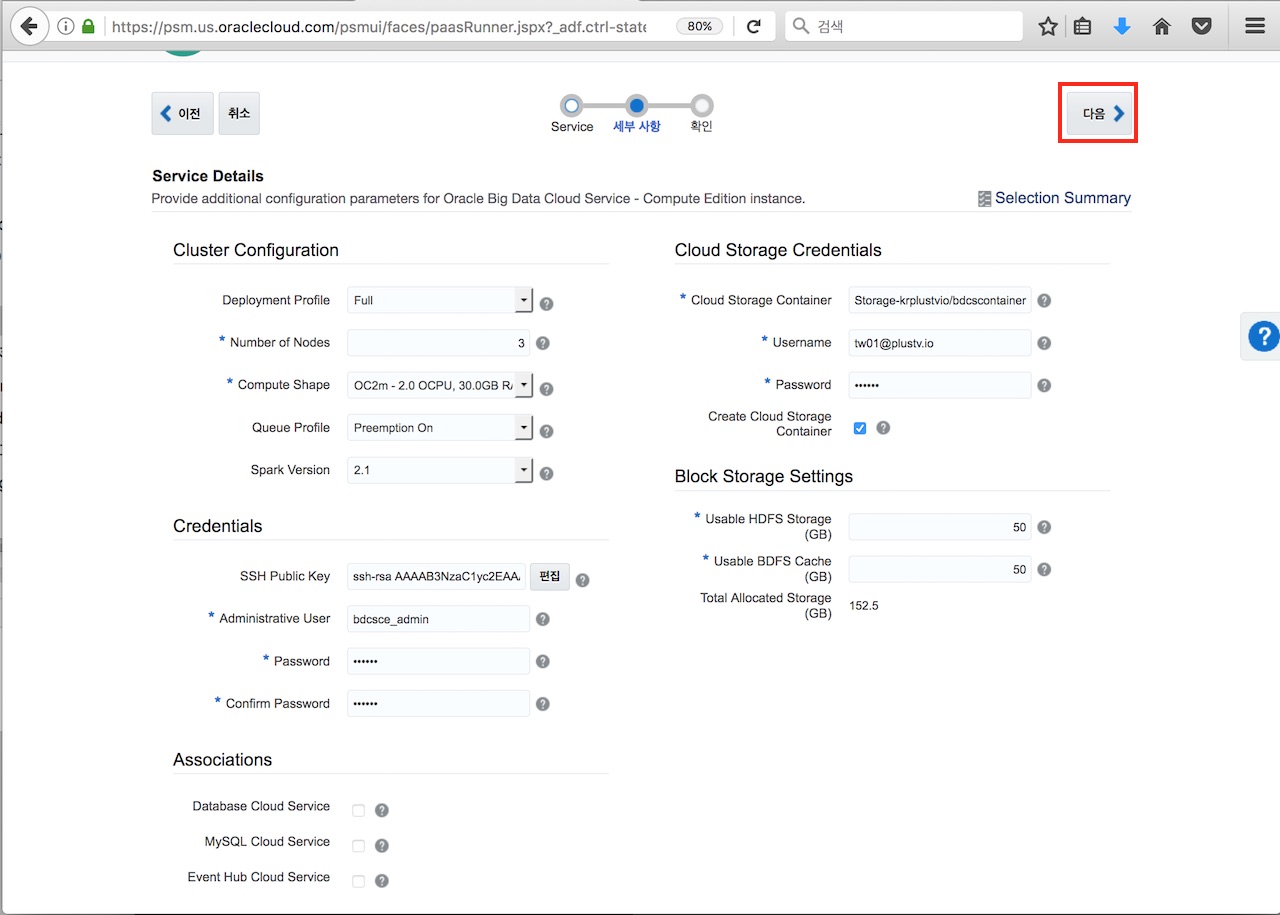 https://psm.us.oraclecloud.com/psmui/faces/paasRunner.jspx?_adf.ctrl-state
80%
검색
이전
취소
Service
세부 사항
확인
다음
Service Details
Provide additional configuration parameters for Oracle Big Data Cloud Service - Compute Edition instance.
Selection Summary
Cluster Configuration
Deployment Profile
Full
* Number of Nodes
3
* Compute Shape
OC2m - 2.0 OCPU, 30.0GB RA
Queue Profile
Preemption On
Spark Version
2.1
Credentials
SSH Public Key
ssh-rsa AAAAB3NzaC1yc2EAA
편집
* Administrative User
bdcsce_admin
* Password
••••••
* Confirm Password
••••••
Associations
Database Cloud Service
MySQL Cloud Service
Event Hub Cloud Service
Cloud Storage Credentials
* Cloud Storage Container
Storage-krplustvio/bdcscontainer
* Username
tw01@plustv.io
* Password
••••••
Create Cloud Storage
Container
Block Storage Settings
* Usable HDFS Storage
(GB)
50
* Usable BDFS Cache
(GB)
50
Total Allocated Storage
(GB)
152.5